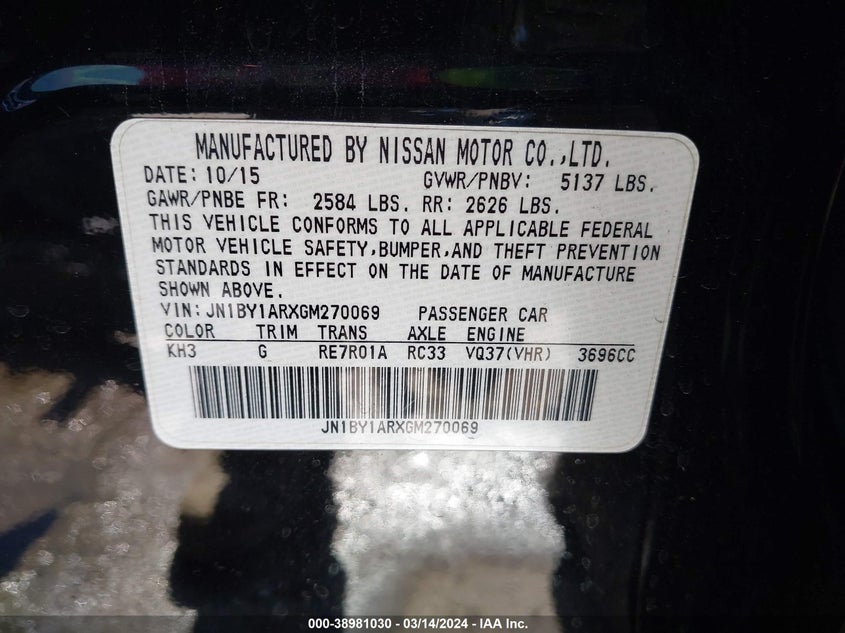 MANUFACTURED BY NISSAN MOTOR CO.,LTD.
DATE: 10/15 GVWR/PNBV: 5137 LBS.
GAWR/PNBE FR: 2584 LBS. RR: 2626 LBS.
THIS VEHICLE CONFORMS TO ALL APPLICABLE FEDERAL
MOTOR VEHICLE SAFETY,BUMPER,AND THEFT PREVENTION
STANDARDS IN EFFECT ON THE DATE OF MANUFACTURE
SHOWN ABOVE.
VIN:JN1BY1ARXGM270069 PASSENGER CAR
COLOR TRIM TRANS AXLE ENGINE
KH3 G RE7R01A RC33 VQ37(VHR) 3696CC
JN1BY1ARXGM270069
000-38981030 - 03/14/2024 - IAA Inc.